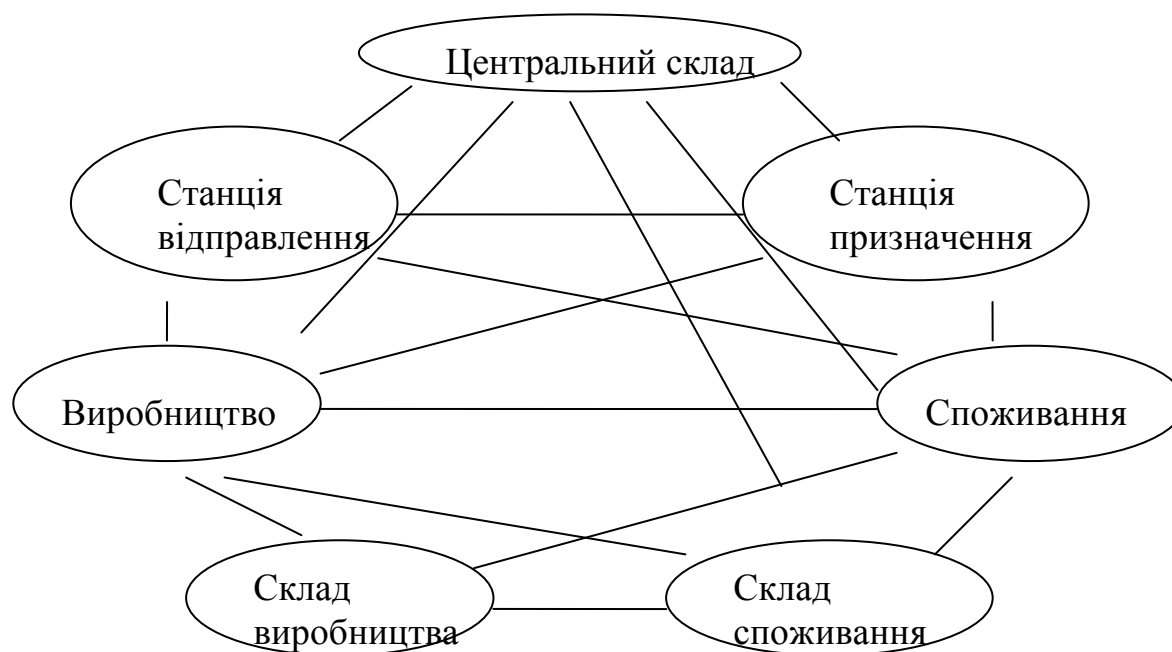 Центральний склад
Станція
відправлення
Станція
призначення
Виробництво
Споживання
Склад
виробництва
Склад
споживання